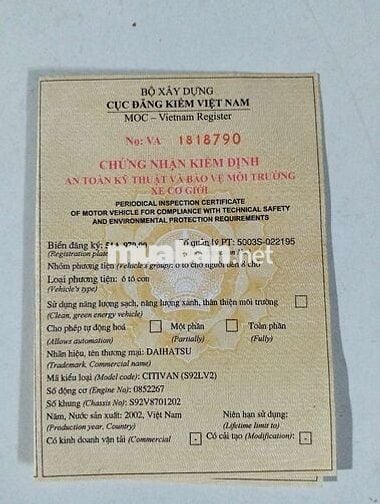 BỘ XÂY DỰNG
CỤC ĐĂNG KIỂM VIỆT NAM
MOC – Vietnam Register
No: VA 1818790
CHỨNG NHẬN KIỂM ĐỊNH
AN TOÀN KỸ THUẬT VÀ BẢO VỆ MÔI TRƯỜNG
XE CƠ GIỚI
PERIODICAL INSPECTION CERTIFICATE
OF MOTOR VEHICLE FOR COMPLIANCE WITH TECHNICAL SAFETY
AND ENVIRONMENTAL PROTECTION REQUIREMENTS
Biển đăng ký: Số quản lý PT: 5003S-022195
(Registration plate)
muaban.net
Nhóm phương tiện (Vehicle's group): ô tô chở người đến 8 chỗ
Loại phương tiện: ô tô con
(Vehicle's type)
Sử dụng năng lượng sạch, năng lượng xanh, thân thiện môi trường
(Clean, green energy vehicle)
Cho phép tự động hoá Một phần Toàn phần
(Allows automation) (Partially) (Fully)
Nhãn hiệu, tên thương mại: DAIHATSU
(Trademark, Commercial name)
Mã kiểu loại (Model code): CITIVAN (S92LV2)
Số động cơ (Engine No): 0852267
Số khung (Chassis No): S92V8701202
Năm, Nước sản xuất: 2002, Việt Nam Niên hạn sử dụng:
(Production year, Country) (Lifetime limit to)
Có kinh doanh vận tải (Commercial - Có cải tạo (Modification): -